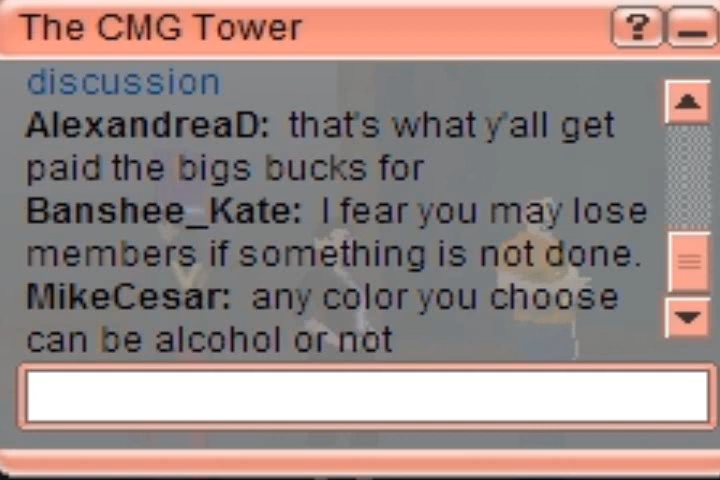 The CMG Tower
?
discussion
AlexandreaD: that's what y'all get
paid the bigs bucks for
Banshee_Kate: I fear you may lose
members if something is not done.
MikeCesar: any color you choose
can be alcohol or not